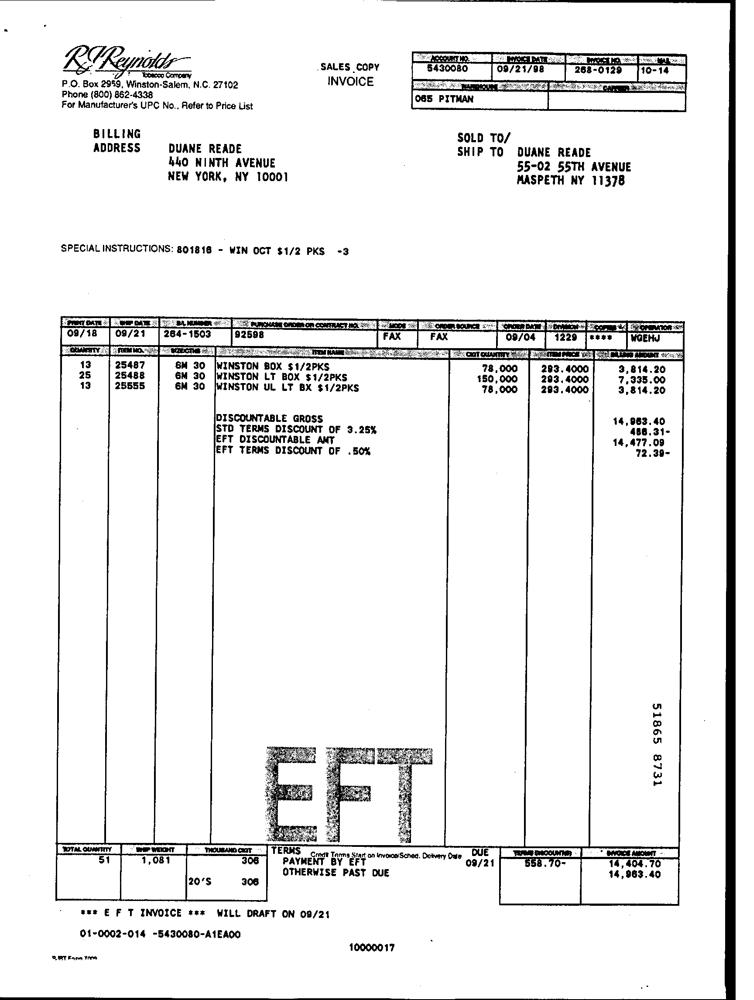 RJReynolds
Tobacco Company
P.O. Box 2959, Winston-Salem, N.C. 27102
Phone (800) 862-4338
For Manufacturer's UPC No., Refer to Price List
SALES COPY
INVOICE
ACCOUNT NO. INVOICE DATE INVOICE NO. MAIL
5430080 09/21/98 268-0129 10-14
WAREHOUSE CARRIER
065 PITMAN
BILLING
ADDRESS DUANE READE
440 NINTH AVENUE
NEW YORK, NY 10001
SOLD TO/
SHIP TO DUANE READE
55-02 55TH AVENUE
MASPETH NY 11378
SPECIAL INSTRUCTIONS: 801816 - WIN OCT $1/2 PKS -3
PRINT DATE SHIP DATE B/L NUMBER PURCHASE ORDER OR CONTRACT NO. MODE ORDER SOURCE ORDER DATE DIVISION COPIES OPERATOR
09/18 09/21 264-1503 92598 FAX FAX 09/04 1229 **** WGEHJ
QUANTITY ITEM NO. SIZE/CTNS ITEM NAME CIGT QUANTITY ITEM PRICE BILLING AMOUNT
13 25487 6M 30 WINSTON BOX $1/2PKS 78,000 293.4000 3,814.20
25 25488 6M 30 WINSTON LT BOX $1/2PKS 150,000 293.4000 7,335.00
13 25555 6M 30 WINSTON UL LT BX $1/2PKS 78,000 293.4000 3,814.20
DISCOUNTABLE GROSS 14,963.40
STD TERMS DISCOUNT OF 3.25% 486.31-
EFT DISCOUNTABLE AMT 14,477.09
EFT TERMS DISCOUNT OF .50% 72.39-
51865 8731
EFT
TOTAL QUANTITY SHIP WEIGHT THOUSAND CIGT TERMS Credit Terms Start on Invoice/Sched. Delivery Date DUE TERMS DISCOUNT(S) INVOICE AMOUNT
51 1,081 306 PAYMENT BY EFT 09/21 558.70- 14,404.70
OTHERWISE PAST DUE 14,963.40
20'S 306
*** E F T INVOICE *** WILL DRAFT ON 09/21
01-0002-014 -5430080-A1EA00
10000017